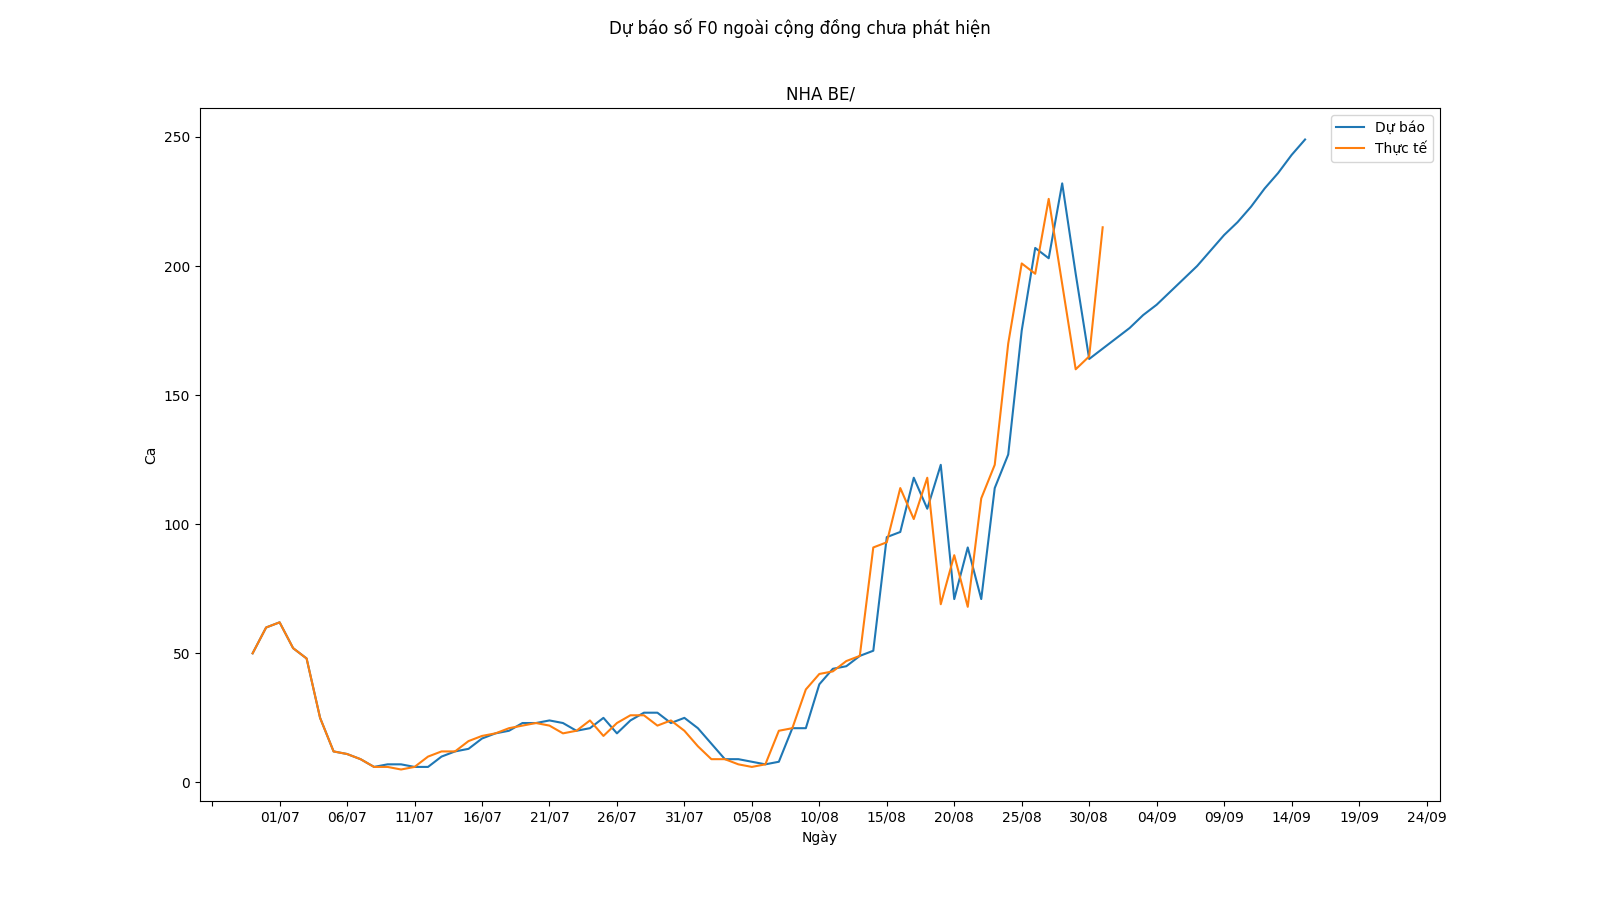 Dự báo số F0 ngoài cộng đồng chưa phát hiện
NHA BE/
Dự báo
Thực tế
250
200
150
100
50
0
Ca
01/07 06/07 11/07 16/07 21/07 26/07 31/07 05/08 10/08 15/08 20/08 25/08 30/08 04/09 09/09 14/09 19/09 24/09
Ngày